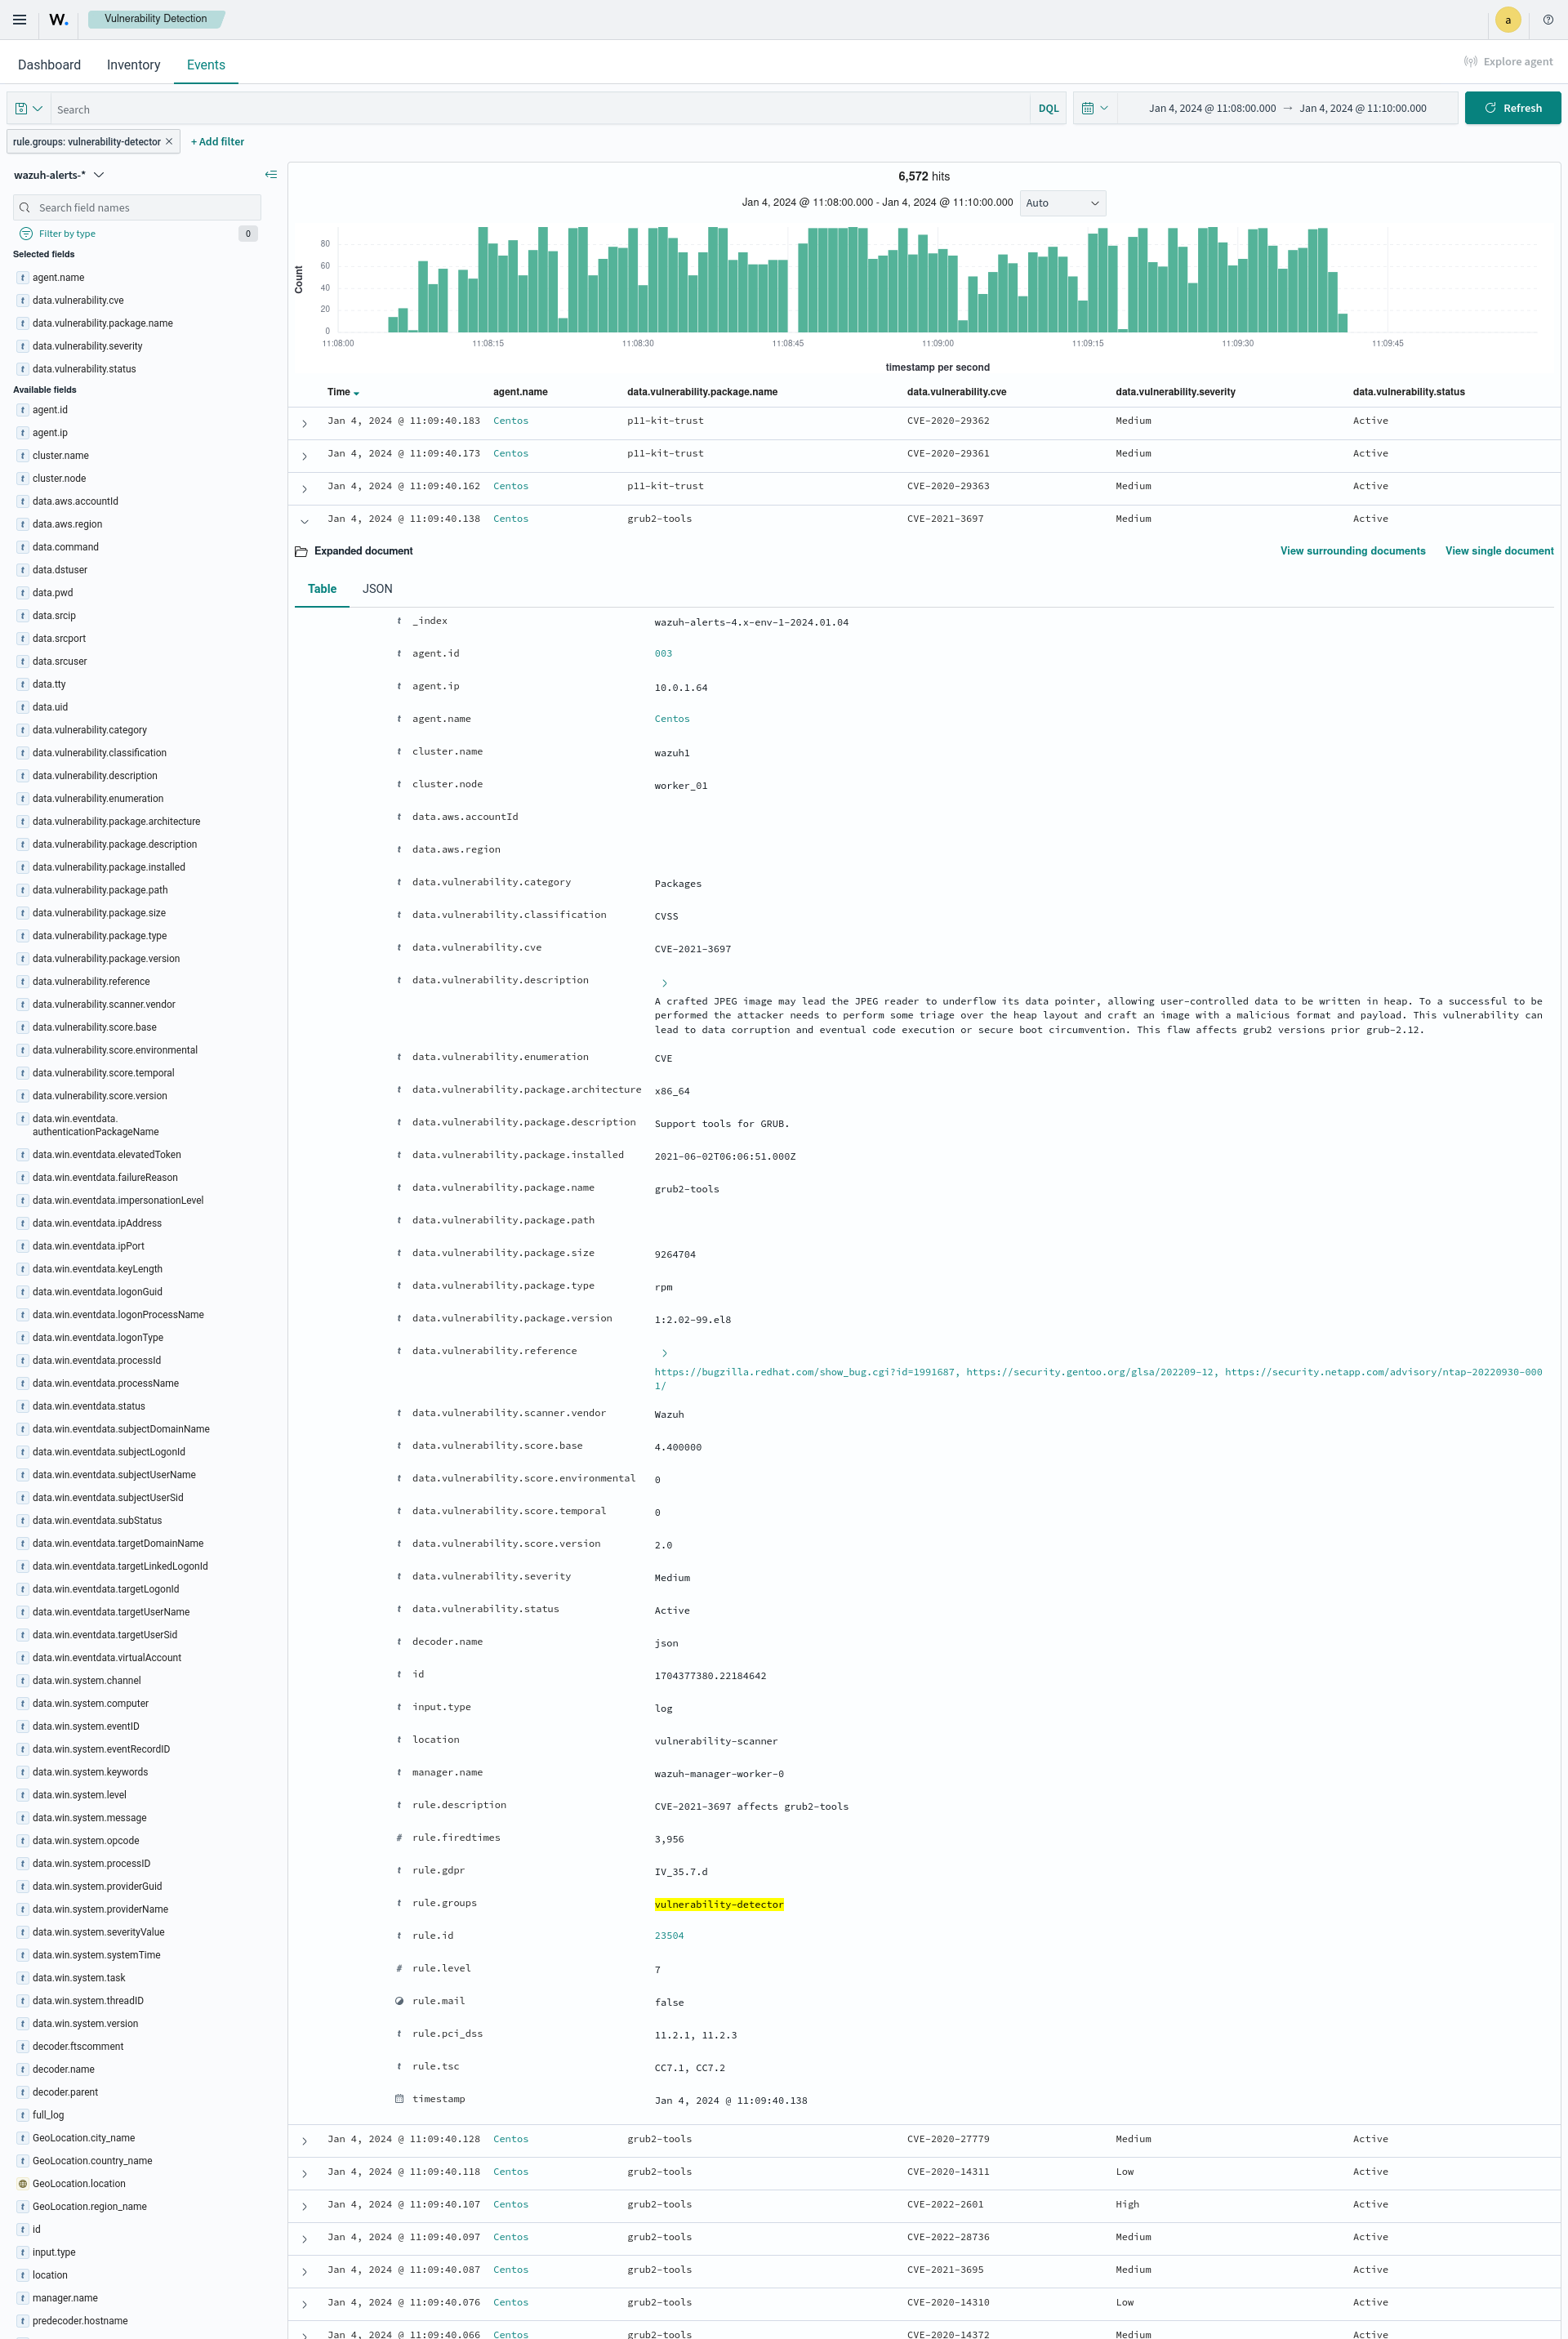 W.
Vulnerability Detection
a
Dashboard
Inventory
Events
Explore agent
Search
DQL
Jan 4, 2024 @ 11:08:00.000 → Jan 4, 2024 @ 11:10:00.000
Refresh
rule.groups: vulnerability-detector ×
+ Add filter
wazuh-alerts-*
Search field names
Filter by type 0
Selected fields
t agent.name
t data.vulnerability.cve
t data.vulnerability.package.name
t data.vulnerability.severity
t data.vulnerability.status
Available fields
t agent.id
t agent.ip
t cluster.name
t cluster.node
t data.aws.accountId
t data.aws.region
t data.command
t data.dstuser
t data.pwd
t data.srcip
t data.srcport
t data.srcuser
t data.tty
t data.uid
t data.vulnerability.category
t data.vulnerability.classification
t data.vulnerability.description
t data.vulnerability.enumeration
t data.vulnerability.package.architecture
t data.vulnerability.package.description
t data.vulnerability.package.installed
t data.vulnerability.package.path
t data.vulnerability.package.size
t data.vulnerability.package.type
t data.vulnerability.package.version
t data.vulnerability.reference
t data.vulnerability.scanner.vendor
t data.vulnerability.score.base
t data.vulnerability.score.environmental
t data.vulnerability.score.temporal
t data.vulnerability.score.version
t data.win.eventdata.
authenticationPackageName
t data.win.eventdata.elevatedToken
t data.win.eventdata.failureReason
t data.win.eventdata.impersonationLevel
t data.win.eventdata.ipAddress
t data.win.eventdata.ipPort
t data.win.eventdata.keyLength
t data.win.eventdata.logonGuid
t data.win.eventdata.logonProcessName
t data.win.eventdata.logonType
t data.win.eventdata.processId
t data.win.eventdata.processName
t data.win.eventdata.status
t data.win.eventdata.subjectDomainName
t data.win.eventdata.subjectLogonId
t data.win.eventdata.subjectUserName
t data.win.eventdata.subjectUserSid
t data.win.eventdata.subStatus
t data.win.eventdata.targetDomainName
t data.win.eventdata.targetLinkedLogonId
t data.win.eventdata.targetLogonId
t data.win.eventdata.targetUserName
t data.win.eventdata.targetUserSid
t data.win.eventdata.virtualAccount
t data.win.system.channel
t data.win.system.computer
t data.win.system.eventID
t data.win.system.eventRecordID
t data.win.system.keywords
t data.win.system.level
t data.win.system.message
t data.win.system.opcode
t data.win.system.processID
t data.win.system.providerGuid
t data.win.system.providerName
t data.win.system.severityValue
t data.win.system.systemTime
t data.win.system.task
t data.win.system.threadID
t data.win.system.version
t decoder.ftscomment
t decoder.name
t decoder.parent
t full_log
t GeoLocation.city_name
t GeoLocation.country_name
GeoLocation.location
t GeoLocation.region_name
t id
t input.type
t location
t manager.name
t predecoder.hostname
6,572 hits
Jan 4, 2024 @ 11:08:00.000 - Jan 4, 2024 @ 11:10:00.000 Auto
Count
80
60
40
20
0
11:08:00 11:08:15 11:08:30 11:08:45 11:09:00 11:09:15 11:09:30 11:09:45
timestamp per second
Time agent.name data.vulnerability.package.name data.vulnerability.cve data.vulnerability.severity data.vulnerability.status
Jan 4, 2024 @ 11:09:40.183 Centos p11-kit-trust CVE-2020-29362 Medium Active
Jan 4, 2024 @ 11:09:40.173 Centos p11-kit-trust CVE-2020-29361 Medium Active
Jan 4, 2024 @ 11:09:40.162 Centos p11-kit-trust CVE-2020-29363 Medium Active
Jan 4, 2024 @ 11:09:40.138 Centos grub2-tools CVE-2021-3697 Medium Active
Expanded document View surrounding documents View single document
Table JSON
t _index wazuh-alerts-4.x-env-1-2024.01.04
t agent.id 003
t agent.ip 10.0.1.64
t agent.name Centos
t cluster.name wazuh1
t cluster.node worker_01
t data.aws.accountId
t data.aws.region
t data.vulnerability.category Packages
t data.vulnerability.classification CVSS
t data.vulnerability.cve CVE-2021-3697
t data.vulnerability.description
A crafted JPEG image may lead the JPEG reader to underflow its data pointer, allowing user-controlled data to be written in heap. To a successful to be
performed the attacker needs to perform some triage over the heap layout and craft an image with a malicious format and payload. This vulnerability can
lead to data corruption and eventual code execution or secure boot circumvention. This flaw affects grub2 versions prior grub-2.12.
t data.vulnerability.enumeration CVE
t data.vulnerability.package.architecture x86_64
t data.vulnerability.package.description Support tools for GRUB.
t data.vulnerability.package.installed 2021-06-02T06:06:51.000Z
t data.vulnerability.package.name grub2-tools
t data.vulnerability.package.path
t data.vulnerability.package.size 9264704
t data.vulnerability.package.type rpm
t data.vulnerability.package.version 1:2.02-99.el8
t data.vulnerability.reference
https://bugzilla.redhat.com/show_bug.cgi?id=1991687, https://security.gentoo.org/glsa/202209-12, https://security.netapp.com/advisory/ntap-20220930-000
1/
t data.vulnerability.scanner.vendor Wazuh
t data.vulnerability.score.base 4.400000
t data.vulnerability.score.environmental 0
t data.vulnerability.score.temporal 0
t data.vulnerability.score.version 2.0
t data.vulnerability.severity Medium
t data.vulnerability.status Active
t decoder.name json
t id 1704377380.22184642
t input.type log
t location vulnerability-scanner
t manager.name wazuh-manager-worker-0
t rule.description CVE-2021-3697 affects grub2-tools
# rule.firedtimes 3,956
t rule.gdpr IV_35.7.d
t rule.groups vulnerability-detector
t rule.id 23504
# rule.level 7
rule.mail false
t rule.pci_dss 11.2.1, 11.2.3
t rule.tsc CC7.1, CC7.2
timestamp Jan 4, 2024 @ 11:09:40.138
Jan 4, 2024 @ 11:09:40.128 Centos grub2-tools CVE-2020-27779 Medium Active
Jan 4, 2024 @ 11:09:40.118 Centos grub2-tools CVE-2020-14311 Low Active
Jan 4, 2024 @ 11:09:40.107 Centos grub2-tools CVE-2022-2601 High Active
Jan 4, 2024 @ 11:09:40.097 Centos grub2-tools CVE-2022-28736 Medium Active
Jan 4, 2024 @ 11:09:40.087 Centos grub2-tools CVE-2021-3695 Medium Active
Jan 4, 2024 @ 11:09:40.076 Centos grub2-tools CVE-2020-14310 Low Active
Jan 4, 2024 @ 11:09:40.066 Centos grub2-tools CVE-2020-14372 Medium Active